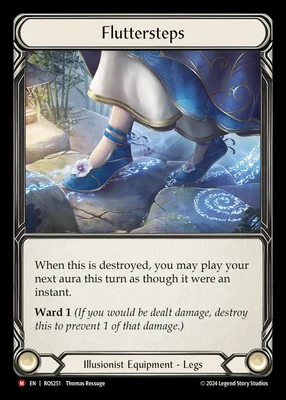 Fluttersteps
When this is destroyed, you may play your
next aura this turn as though it were an
instant.
Ward 1 (If you would be dealt damage, destroy
this to prevent 1 of that damage.)
Illusionist Equipment - Legs
M EN | ROS251 Thomas Ressuge © 2024 Legend Story Studios